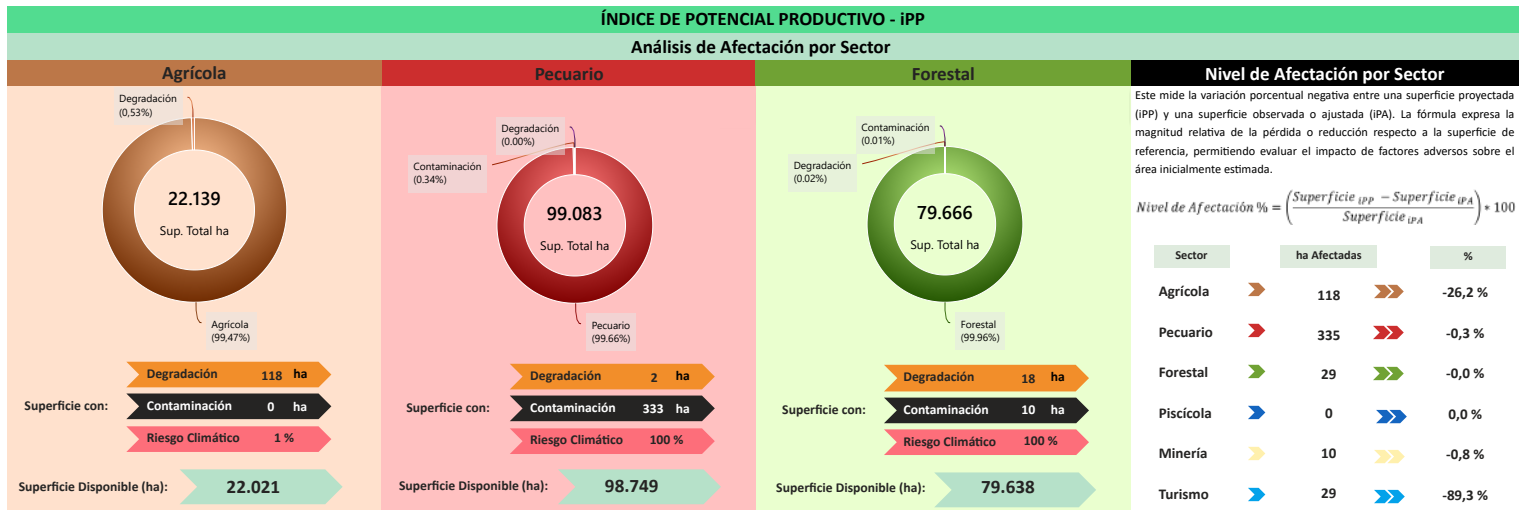 ÍNDICE DE POTENCIAL PRODUCTIVO - iPP
Análisis de Afectación por Sector
Agrícola
Degradación
(0,53%)
22.139
Sup. Total ha
Agrícola
(99,47%)
Superficie con:
Degradación 118 ha
Contaminación 0 ha
Riesgo Climático 1 %
Superficie Disponible (ha): 22.021
Pecuario
Degradación
(0.00%)
Contaminación
(0.34%)
99.083
Sup. Total ha
Pecuario
(99.66%)
Superficie con:
Degradación 2 ha
Contaminación 333 ha
Riesgo Climático 100 %
Superficie Disponible (ha): 98.749
Forestal
Contaminación
(0.01%)
Degradación
(0.02%)
79.666
Sup. Total ha
Forestal
(99.96%)
Superficie con:
Degradación 18 ha
Contaminación 10 ha
Riesgo Climático 100 %
Superficie Disponible (ha): 79.638
Nivel de Afectación por Sector
Este mide la variación porcentual negativa entre una superficie proyectada
(iPP) y una superficie observada o ajustada (iPA). La fórmula expresa la
magnitud relativa de la pérdida o reducción respecto a la superficie de
referencia, permitiendo evaluar el impacto de factores adversos sobre el
área inicialmente estimada.
Nivel de Afectación % = (Superficie iPP − Superficie iPA / Superficie iPA) * 100
Sector ha Afectadas %
Agrícola 118 -26,2 %
Pecuario 335 -0,3 %
Forestal 29 -0,0 %
Piscícola 0 0,0 %
Minería 10 -0,8 %
Turismo 29 -89,3 %